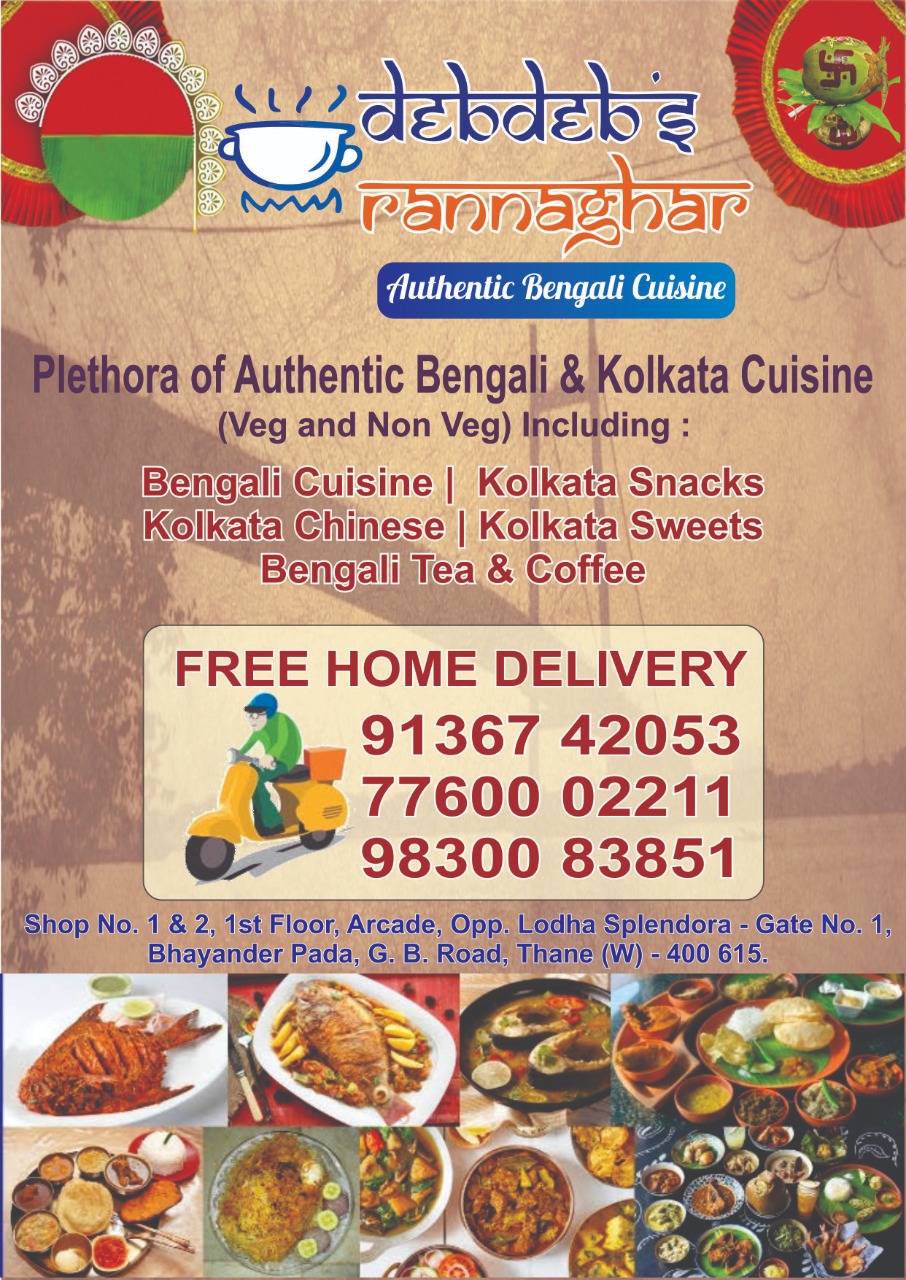 debdeb's
rannaghar
Authentic Bengali Cuisine
Plethora of Authentic Bengali & Kolkata Cuisine
(Veg and Non Veg) Including :
Bengali Cuisine | Kolkata Snacks
Kolkata Chinese | Kolkata Sweets
Bengali Tea & Coffee
FREE HOME DELIVERY
91367 42053
77600 02211
98300 83851
Shop No. 1 & 2, 1st Floor, Arcade, Opp. Lodha Splendora - Gate No. 1,
Bhayander Pada, G. B. Road, Thane (W) - 400 615.